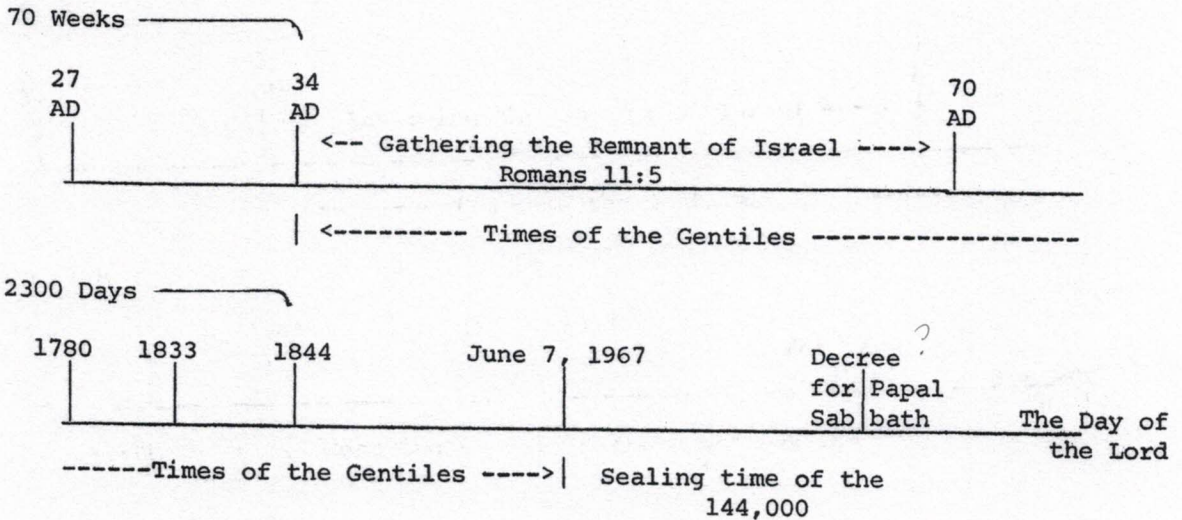 70 Weeks
27 34 70
AD AD AD
<-- Gathering the Remnant of Israel ---->
Romans 11:5
<--------- Times of the Gentiles -----------------
2300 Days
?
1780 1833 1844 June 7, 1967 Decree
for Papal
Sabbath The Day of
the Lord
------Times of the Gentiles ----> Sealing time of the
144,000